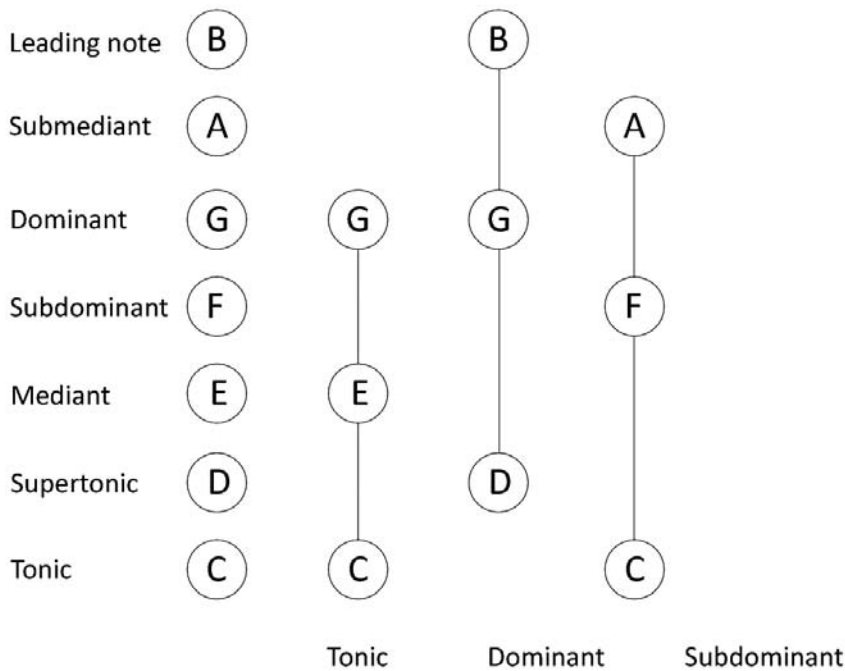 Leading note B B
Submediant A A
Dominant G G G
Subdominant F F
Mediant E E
Supertonic D D
Tonic C C C
Tonic Dominant Subdominant